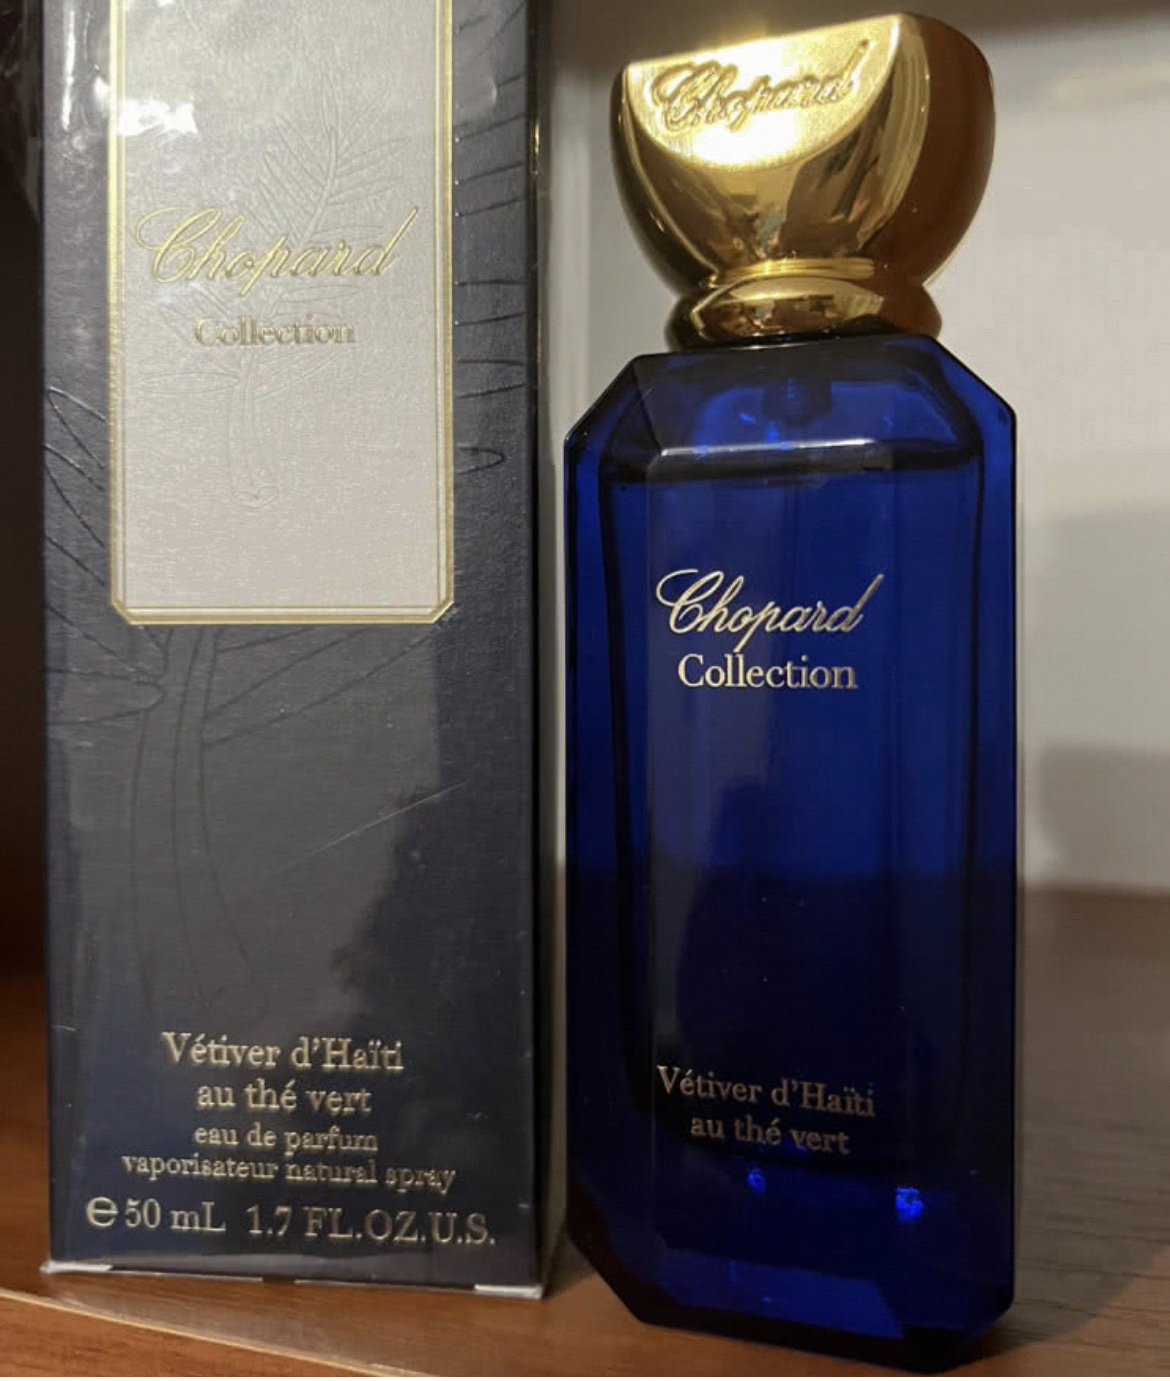 Chopard
Collection
Vétiver d'Haïti
au thé vert
eau de parfum
vaporisateur natural spray
e 50 mL 1.7 FL.OZ.U.S.
Chopard
Chopard
Collection
Vétiver d'Haïti
au thé vert